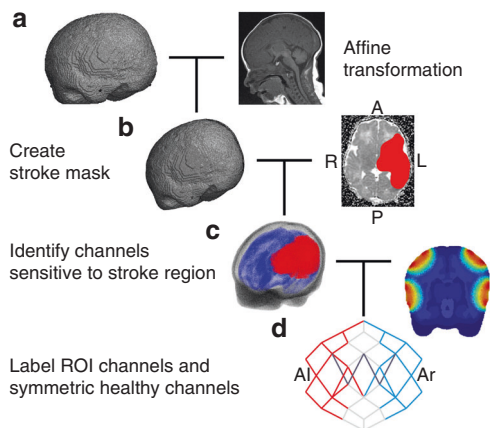 a
Affine
transformation
b
A
Create
stroke mask
R
L
P
c
Identify channels
sensitive to stroke region
d
Label ROI channels and
symmetric healthy channels
Al
Ar